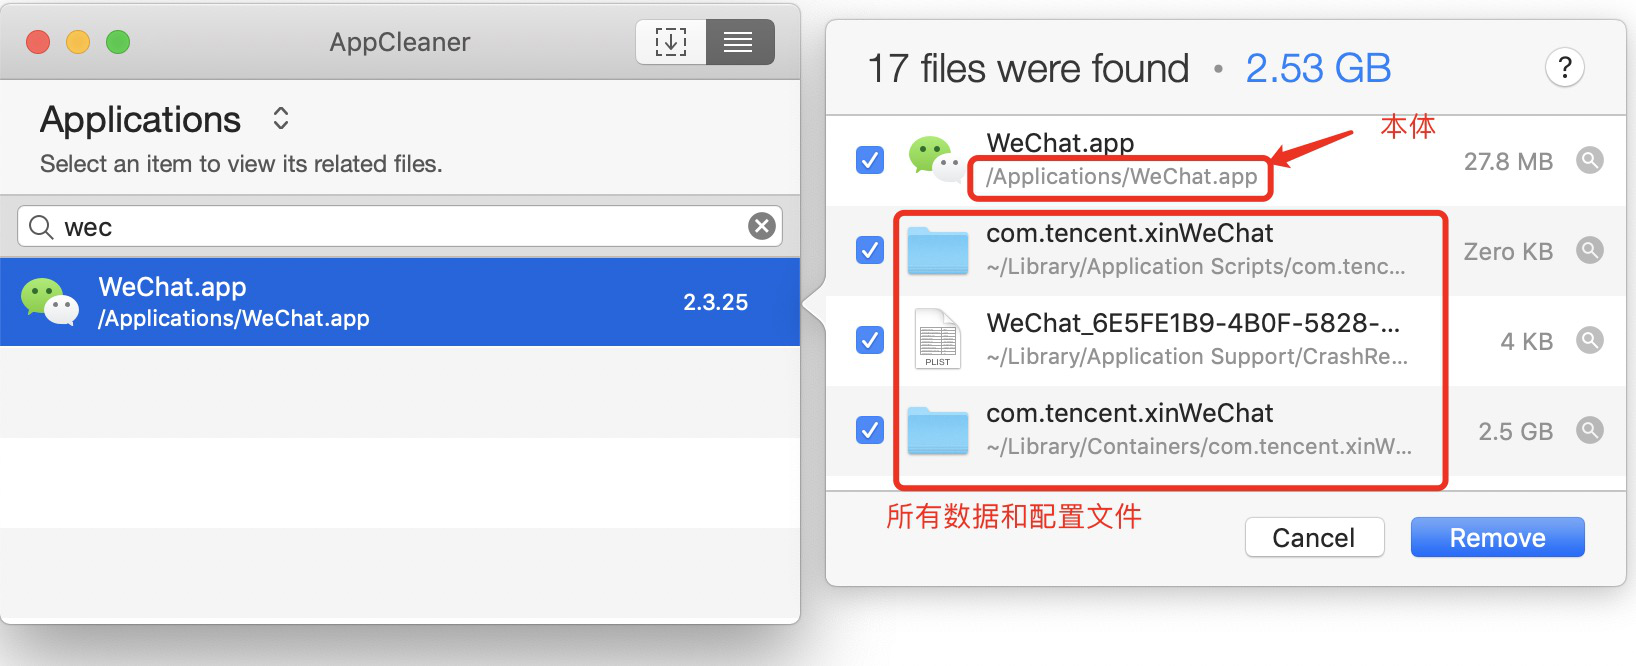 AppCleaner
Applications
Select an item to view its related files.
wec
WeChat.app
/Applications/WeChat.app
2.3.25
17 files were found • 2.53 GB
?
本体
WeChat.app
/Applications/WeChat.app
27.8 MB
com.tencent.xinWeChat
~/Library/Application Scripts/com.tenc...
Zero KB
WeChat_6E5FE1B9-4B0F-5828-...
~/Library/Application Support/CrashRe...
PLIST
4 KB
com.tencent.xinWeChat
~/Library/Containers/com.tencent.xinW...
2.5 GB
所有数据和配置文件
Cancel
Remove